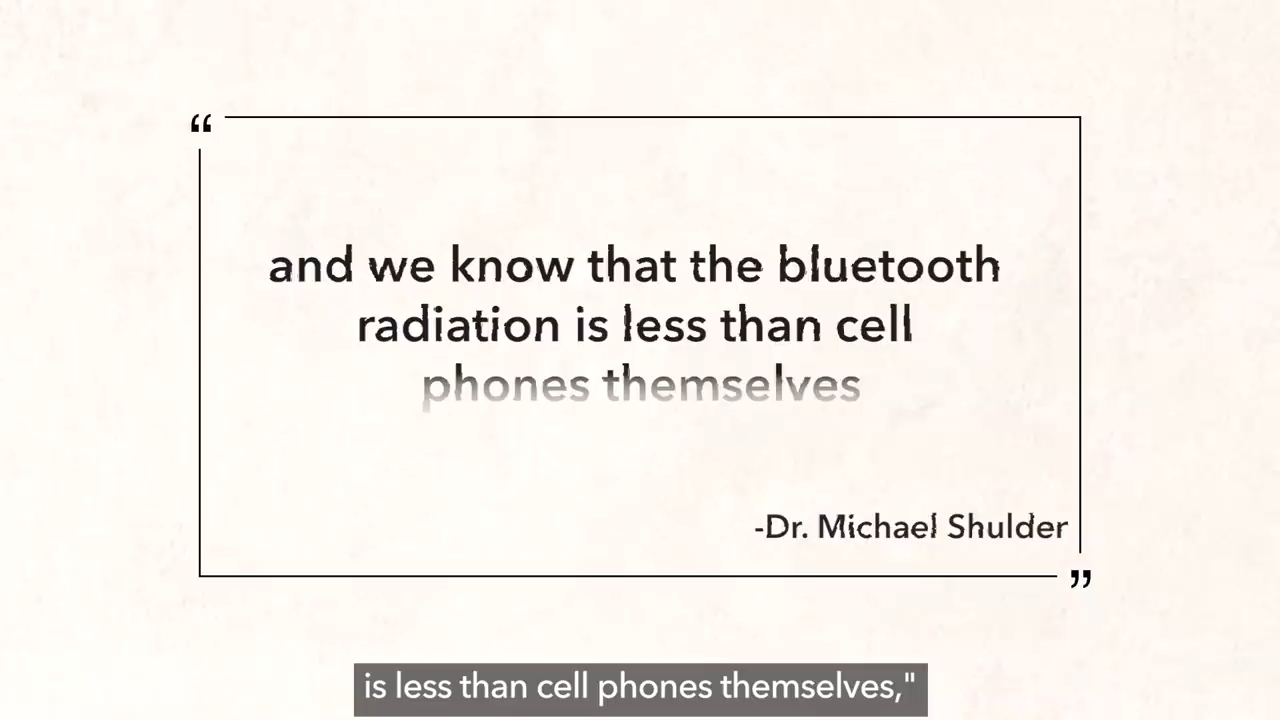 “
and we know that the bluetooth
radiation is less than cell
phones themselves
-Dr. Michael Shulder
”
is less than cell phones themselves,"